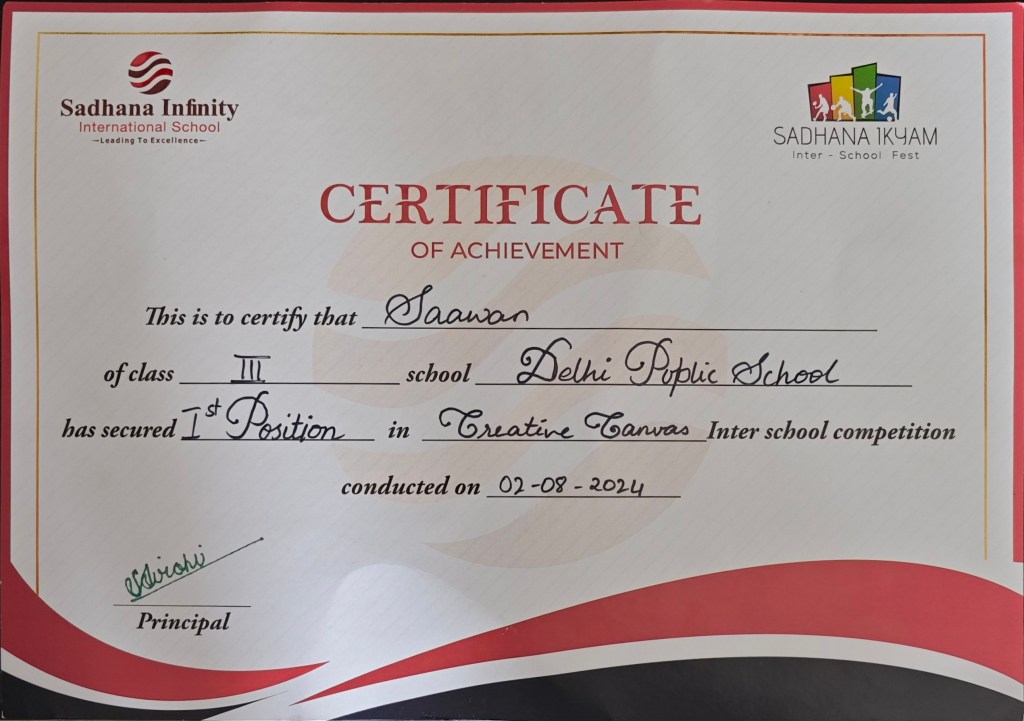 Sadhana Infinity
International School
Leading To Excellence
SADHANA IKYAM
Inter - School Fest
CERTIFICATE
OF ACHIEVEMENT
This is to certify that Saawan
of class III school Delhi Poplic School
has secured Ist Position in Creative Canvas Inter school competition
conducted on 02-08-2024
Principal